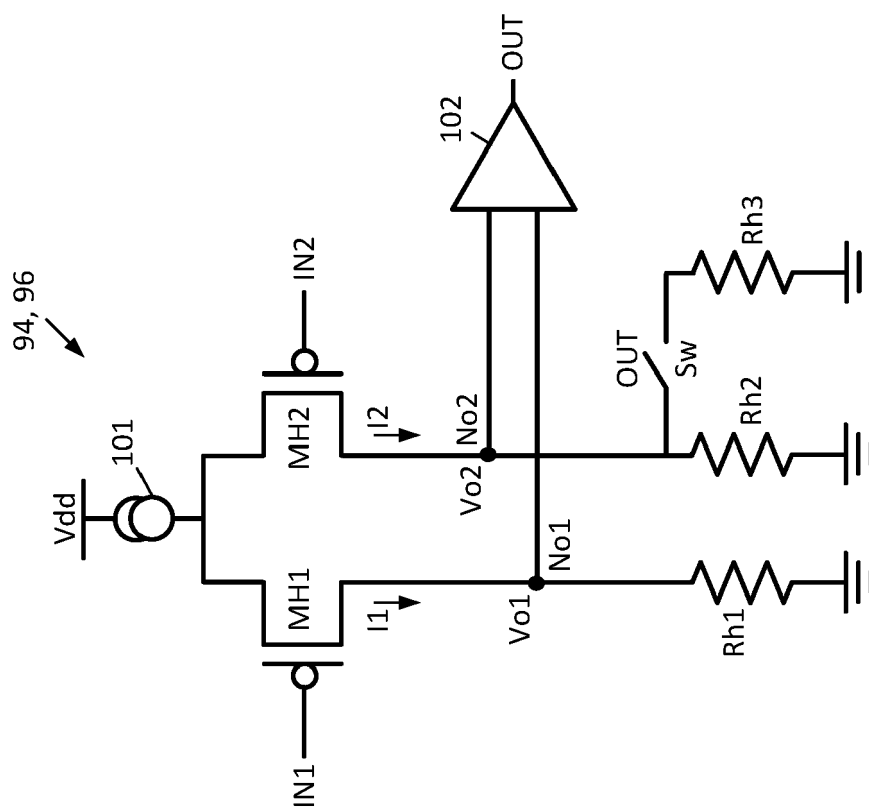 94, 96
Vdd
101
IN1
MH1
MH2
IN2
I1
I2
102
OUT
Vo2
No2
Vo1
No1
OUT
Sw
Rh1
Rh2
Rh3